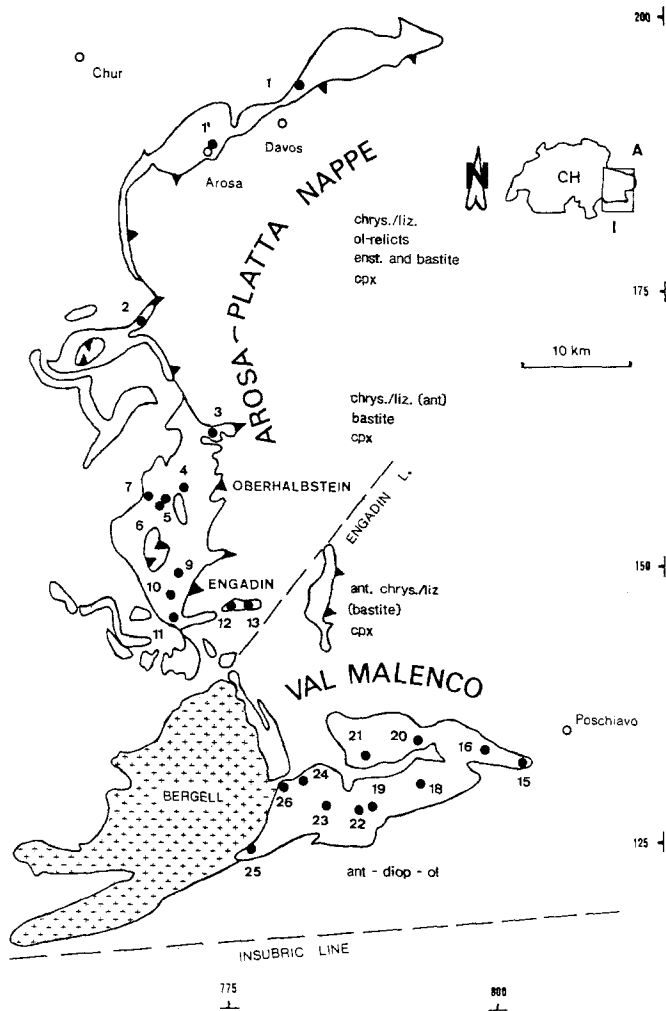 200
Chur
1
1'
Davos
Arosa
A
CH
I
N
AROSA-PLATTA NAPPE
chrys./liz.
ol-relicts
enst. and bastite
cpx
175
10 km
2
chrys./liz. (ant)
bastite
cpx
3
4
7
5
6
OBERHALBSTEIN
ENGADIN L.
150
9
10
ENGADIN
12
13
11
ant. chrys./liz
(bastite)
cpx
VAL MALENCO
Poschiavo
21
20
16
15
24
26
19
18
23
22
BERGELL
125
25
ant - diop - ol
INSUBRIC LINE
775
800